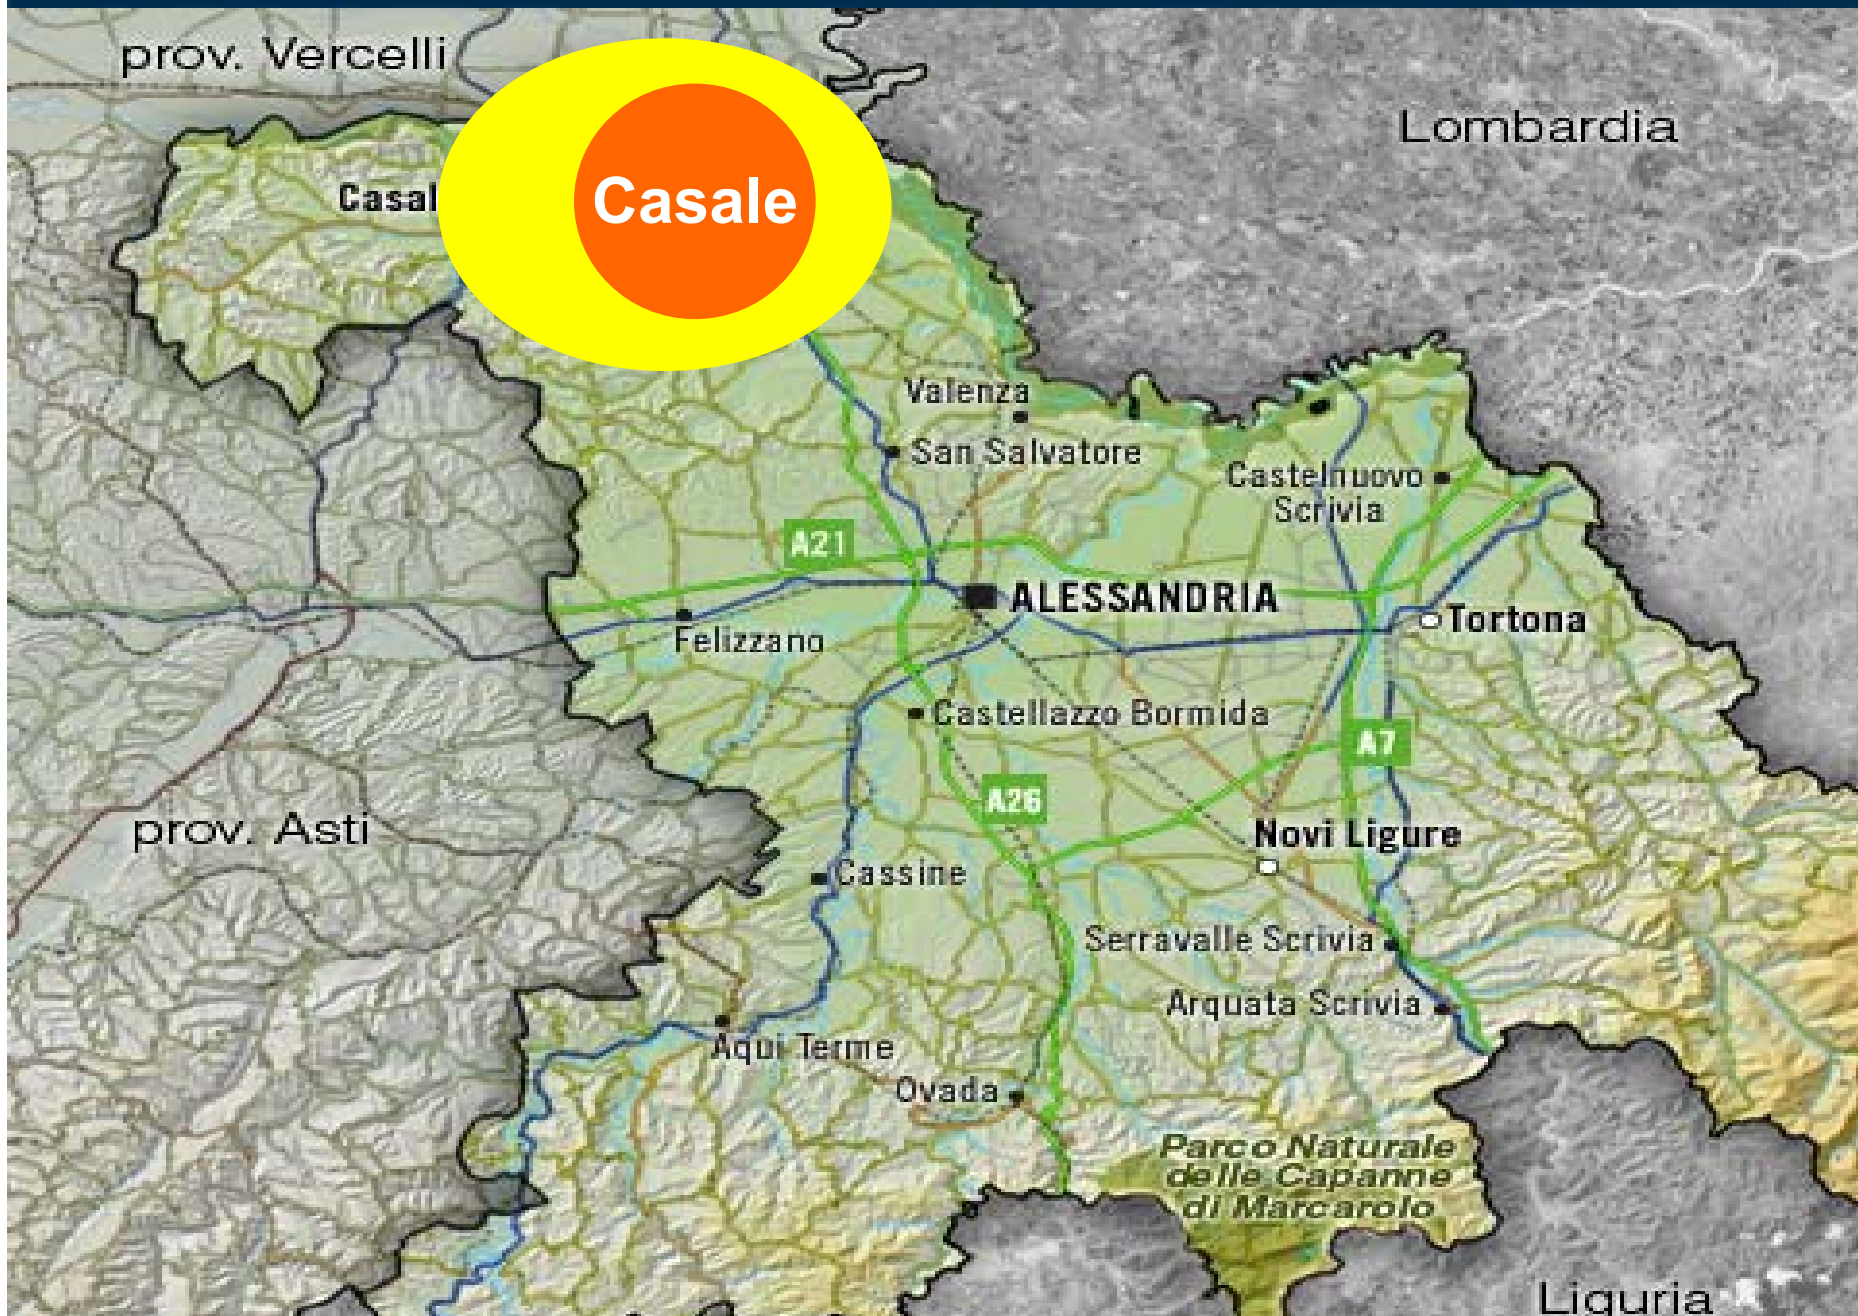 prov. Vercelli
Lombardia
Casal
Casale
Valenza
San Salvatore
Castelnuovo
Scrivia
A21
ALESSANDRIA
Tortona
Felizzano
Castellazzo Bormida
A7
A26
prov. Asti
Novi Ligure
Cassine
Serravalle Scrivia
Arquata Scrivia
Aqui Terme
Ovada
Parco Naturale
delle Capanne
di Marcarolo
Liguria